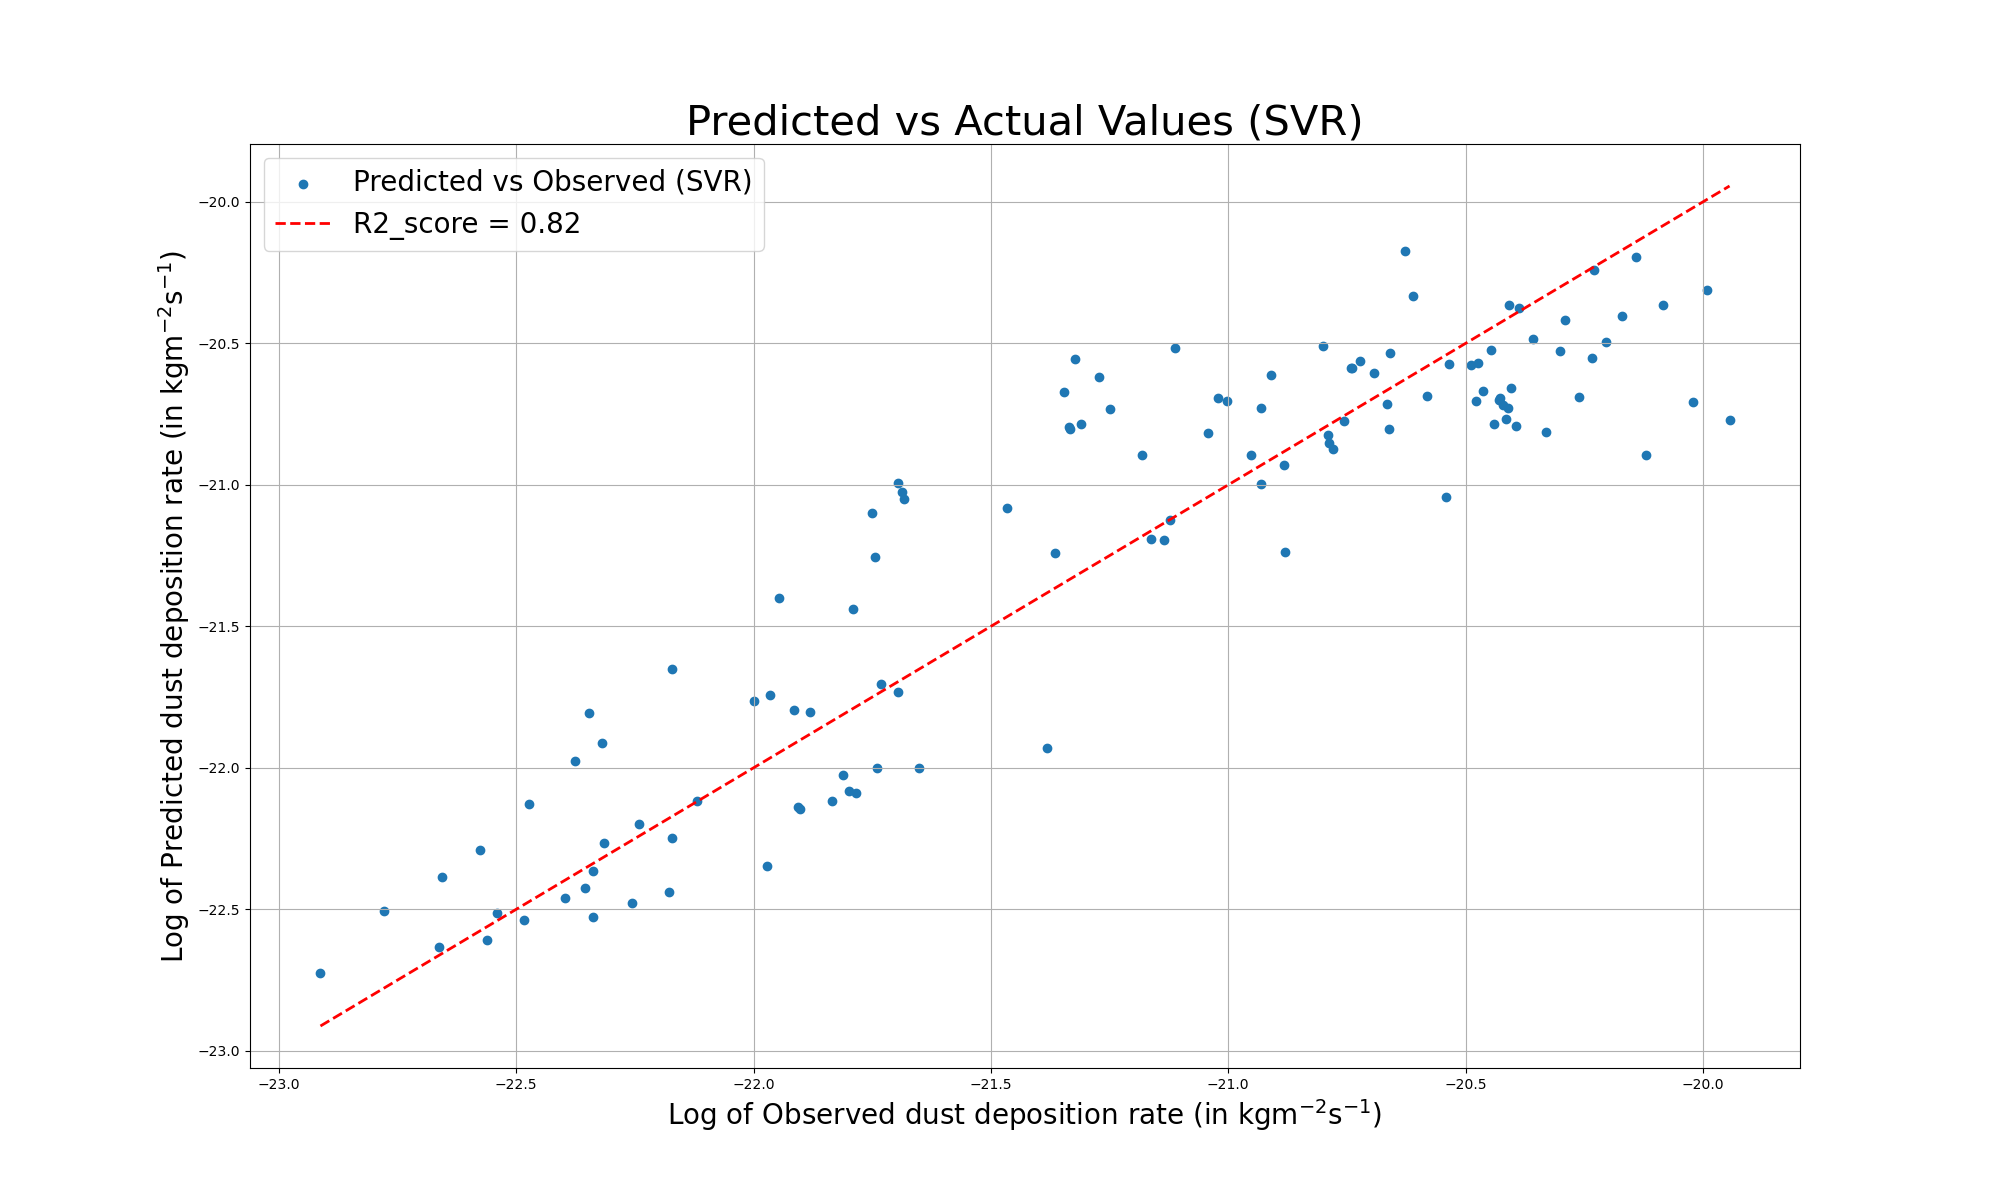 Predicted vs Actual Values (SVR)
Predicted vs Observed (SVR)
R2_score = 0.82
Log of Predicted dust deposition rate (in kgm⁻²s⁻¹)
−20.0
−20.5
−21.0
−21.5
−22.0
−22.5
−23.0
−23.0 −22.5 −22.0 −21.5 −21.0 −20.5 −20.0
Log of Observed dust deposition rate (in kgm⁻²s⁻¹)